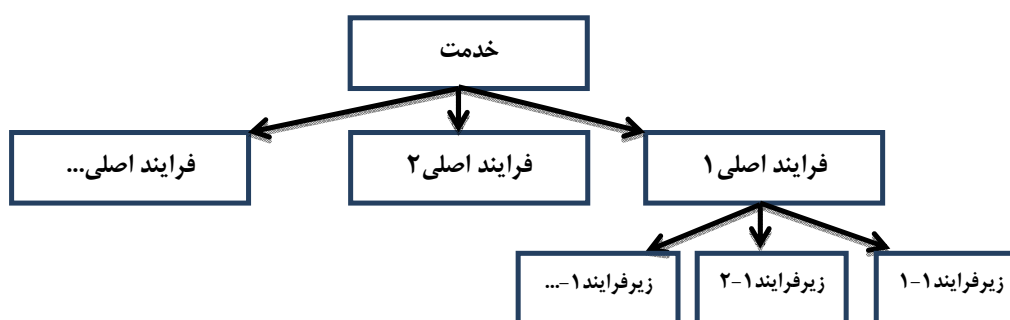 خدمت
فرایند اصلی۱
فرایند اصلی۲
فرایند اصلی...
زیرفرایند۱-۱
زیرفرایند۱-۲
زیرفرایند۱-...